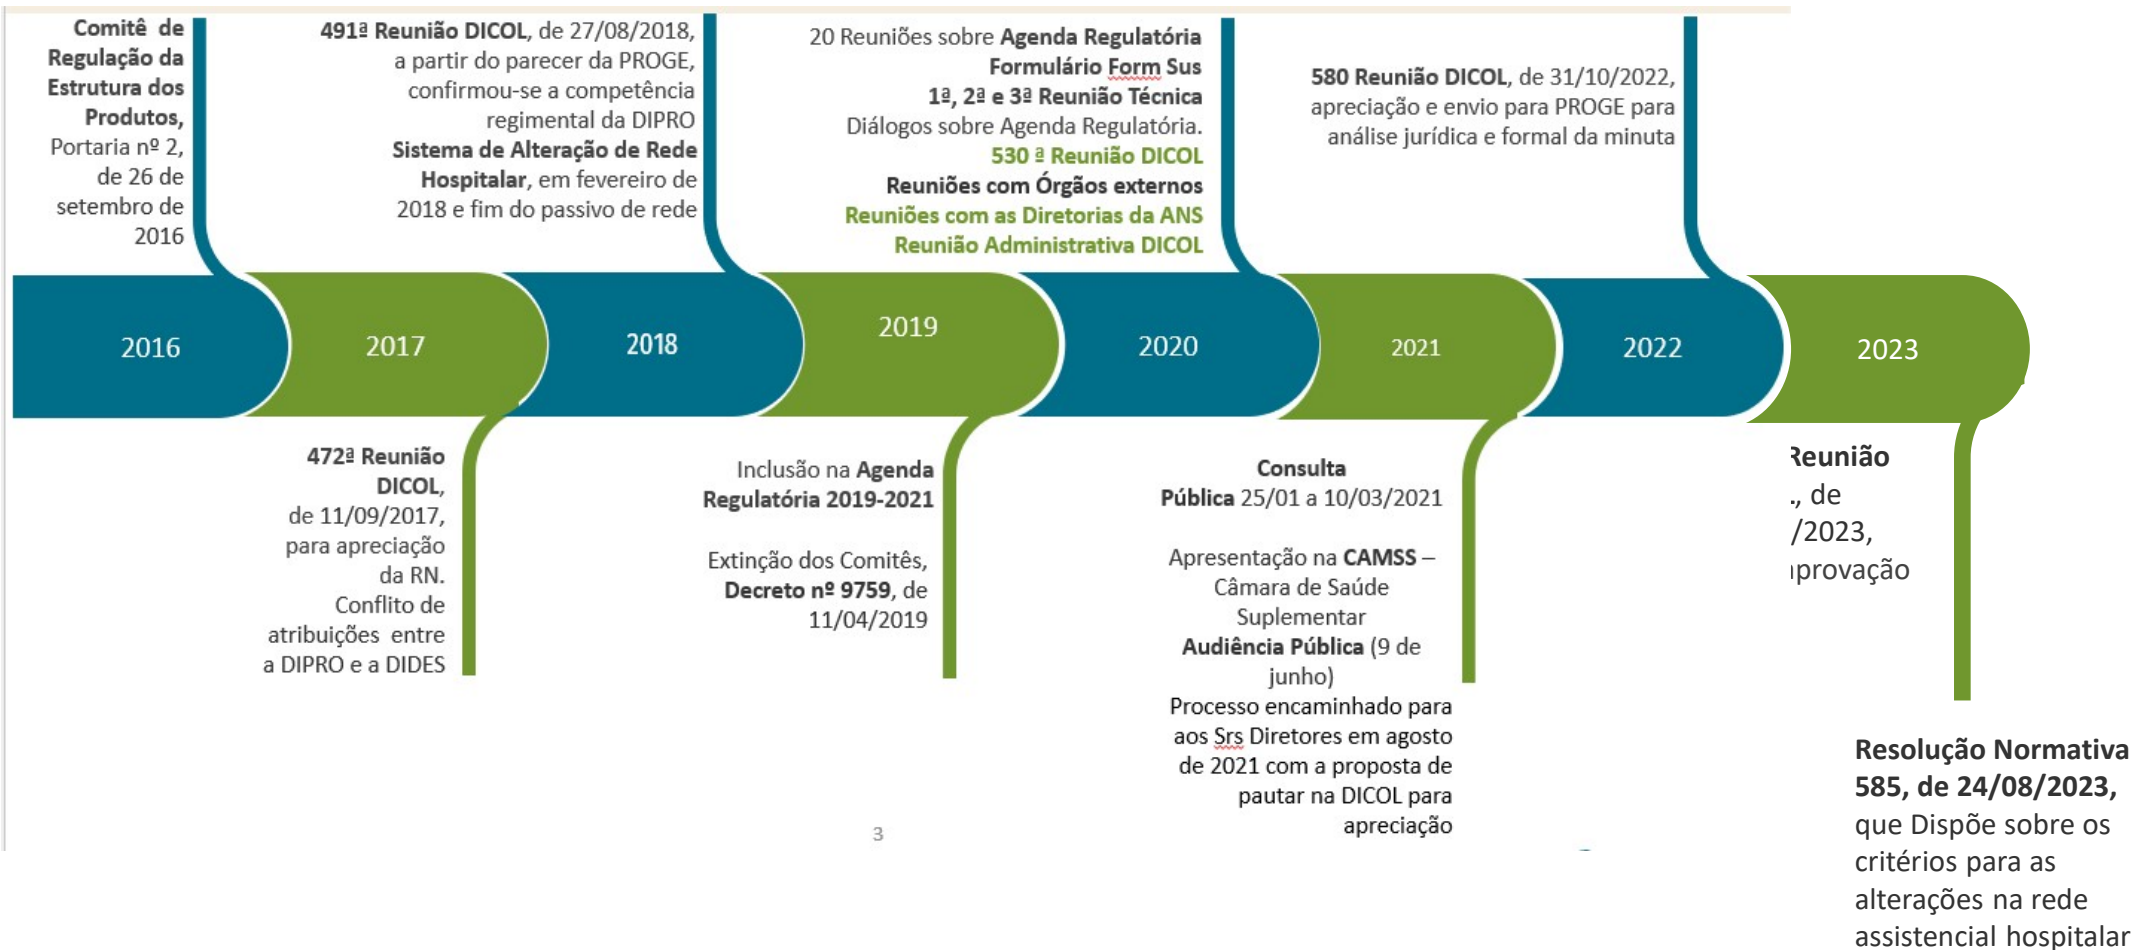 Comitê de
Regulação da
Estrutura dos
Produtos,
Portaria nº 2,
de 26 de
setembro de
2016
491ª Reunião DICOL, de 27/08/2018,
a partir do parecer da PROGE,
confirmou-se a competência
regimental da DIPRO
Sistema de Alteração de Rede
Hospitalar, em fevereiro de
2018 e fim do passivo de rede
20 Reuniões sobre Agenda Regulatória
Formulário Form Sus
1ª, 2ª e 3ª Reunião Técnica
Diálogos sobre Agenda Regulatória.
530 ª Reunião DICOL
Reuniões com Órgãos externos
Reuniões com as Diretorias da ANS
Reunião Administrativa DICOL
580 Reunião DICOL, de 31/10/2022,
apreciação e envio para PROGE para
análise jurídica e formal da minuta
2016
2017
2018
2019
2020
2021
2022
2023
472ª Reunião
DICOL,
de 11/09/2017,
para apreciação
da RN.
Conflito de
atribuições entre
a DIPRO e a DIDES
Inclusão na Agenda
Regulatória 2019-2021
Extinção dos Comitês,
Decreto nº 9759, de
11/04/2019
Consulta
Pública 25/01 a 10/03/2021
Apresentação na CAMSS –
Câmara de Saúde
Suplementar
Audiência Pública (9 de
junho)
Processo encaminhado para
aos Srs Diretores em agosto
de 2021 com a proposta de
pautar na DICOL para
apreciação
Reunião
, de
/2023,
provação
Resolução Normativa
585, de 24/08/2023,
que Dispõe sobre os
critérios para as
alterações na rede
assistencial hospitalar
3